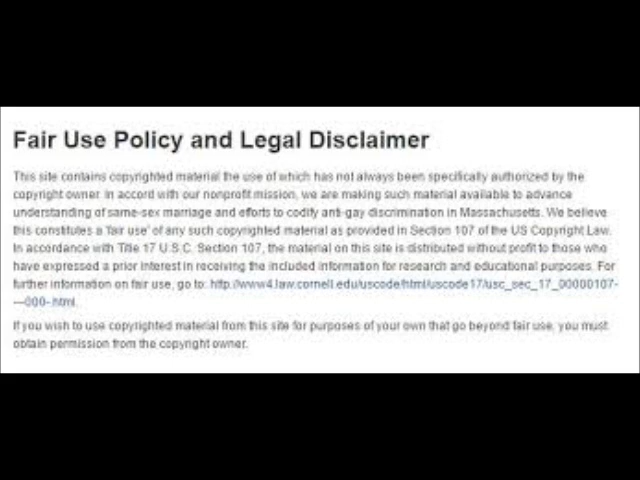 Fair Use Policy and Legal Disclaimer
This site contains copyrighted material the use of which has not always been specifically authorized by the
copyright owner. In accord with our nonprofit mission, we are making such material available to advance
understanding of same-sex marriage and efforts to codify anti-gay discrimination in Massachusetts. We believe
this constitutes a 'fair use' of any such copyrighted material as provided in Section 107 of the US Copyright Law.
In accordance with Title 17 U.S.C. Section 107, the material on this site is distributed without profit to those who
have expressed a prior interest in receiving the included information for research and educational purposes. For
further information on fair use, go to: http://www4.law.cornell.edu/uscode/html/uscode17/usc_sec_17_00000107-
---000-.html.
If you wish to use copyrighted material from this site for purposes of your own that go beyond fair use, you must
obtain permission from the copyright owner.